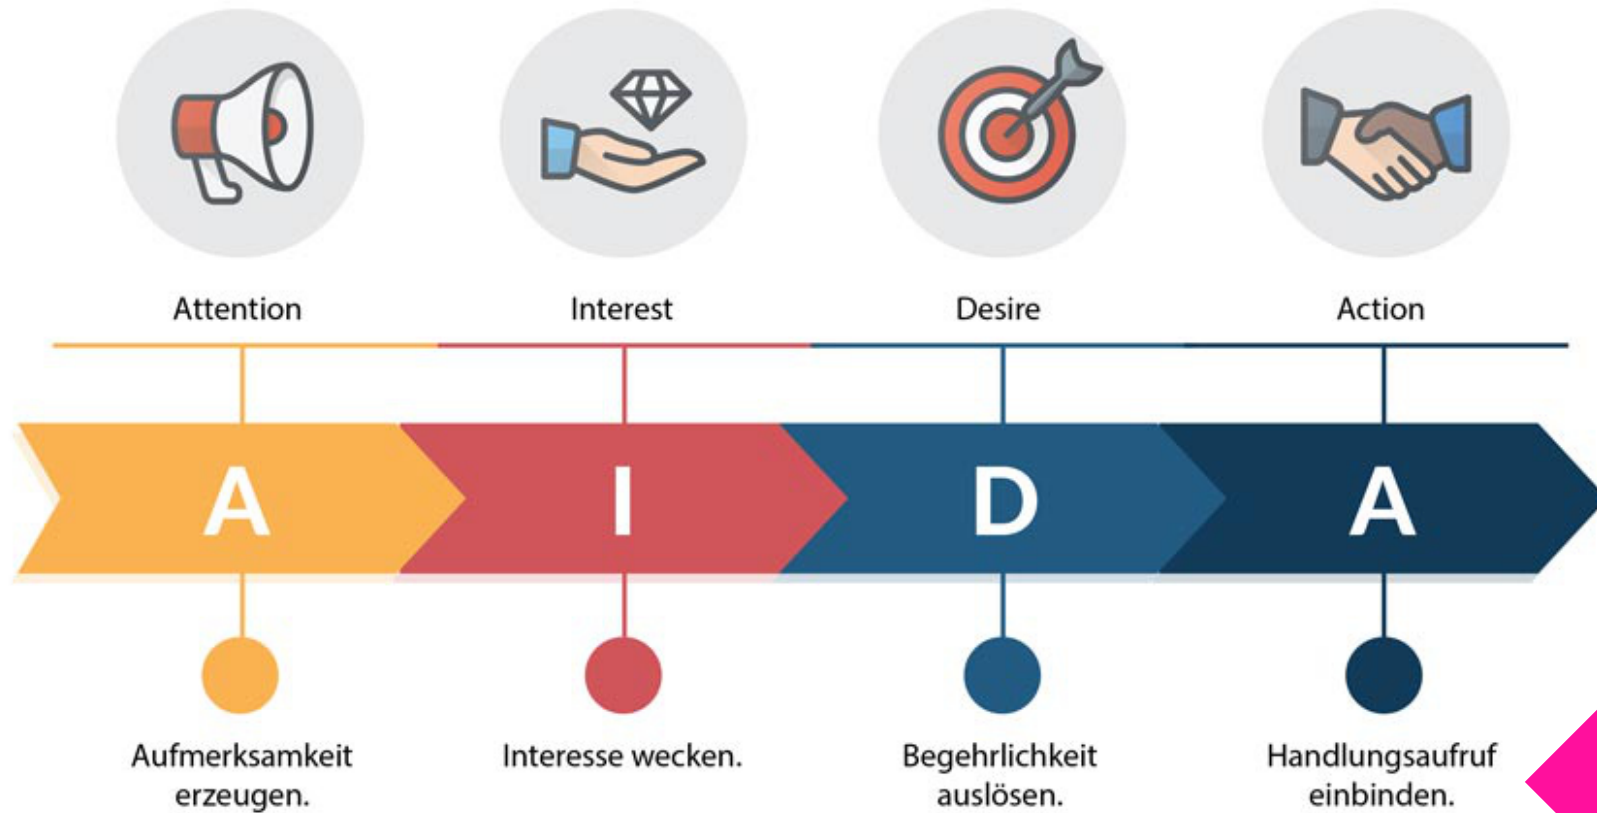 Attention
Interest
Desire
Action
A
I
D
A
Aufmerksamkeit
erzeugen.
Interesse wecken.
Begehrlichkeit
auslösen.
Handlungsaufruf
einbinden.